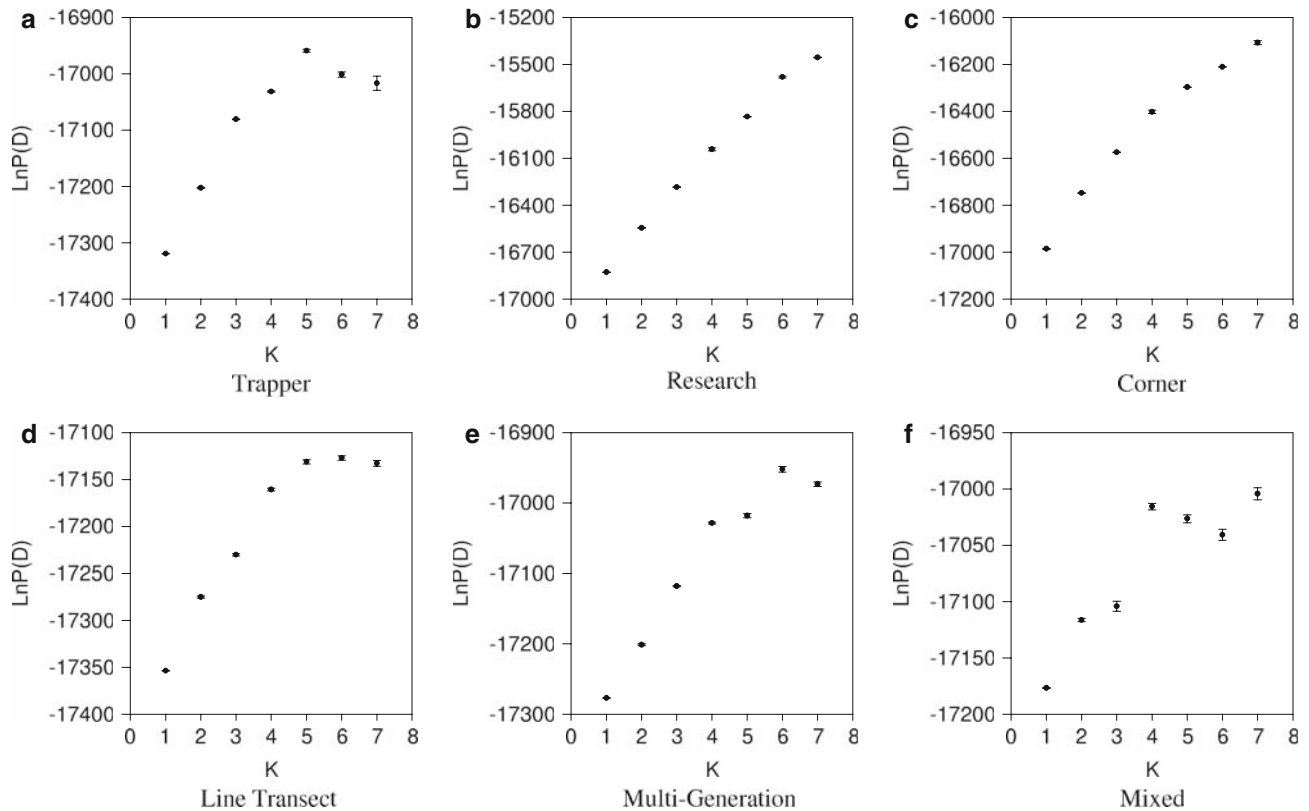 a
-16900
-17000
-17100
-17200
-17300
-17400
LnP(D)
0 1 2 3 4 5 6 7 8
K
Trapper
b
-15200
-15500
-15800
-16100
-16400
-16700
-17000
LnP(D)
0 1 2 3 4 5 6 7 8
K
Research
c
-16000
-16200
-16400
-16600
-16800
-17000
-17200
LnP(D)
0 1 2 3 4 5 6 7 8
K
Corner
d
-17100
-17150
-17200
-17250
-17300
-17350
-17400
LnP(D)
0 1 2 3 4 5 6 7 8
K
Line Transect
e
-16900
-17000
-17100
-17200
-17300
LnP(D)
0 1 2 3 4 5 6 7 8
K
Multi-Generation
f
-16950
-17000
-17050
-17100
-17150
-17200
LnP(D)
0 1 2 3 4 5 6 7 8
K
Mixed